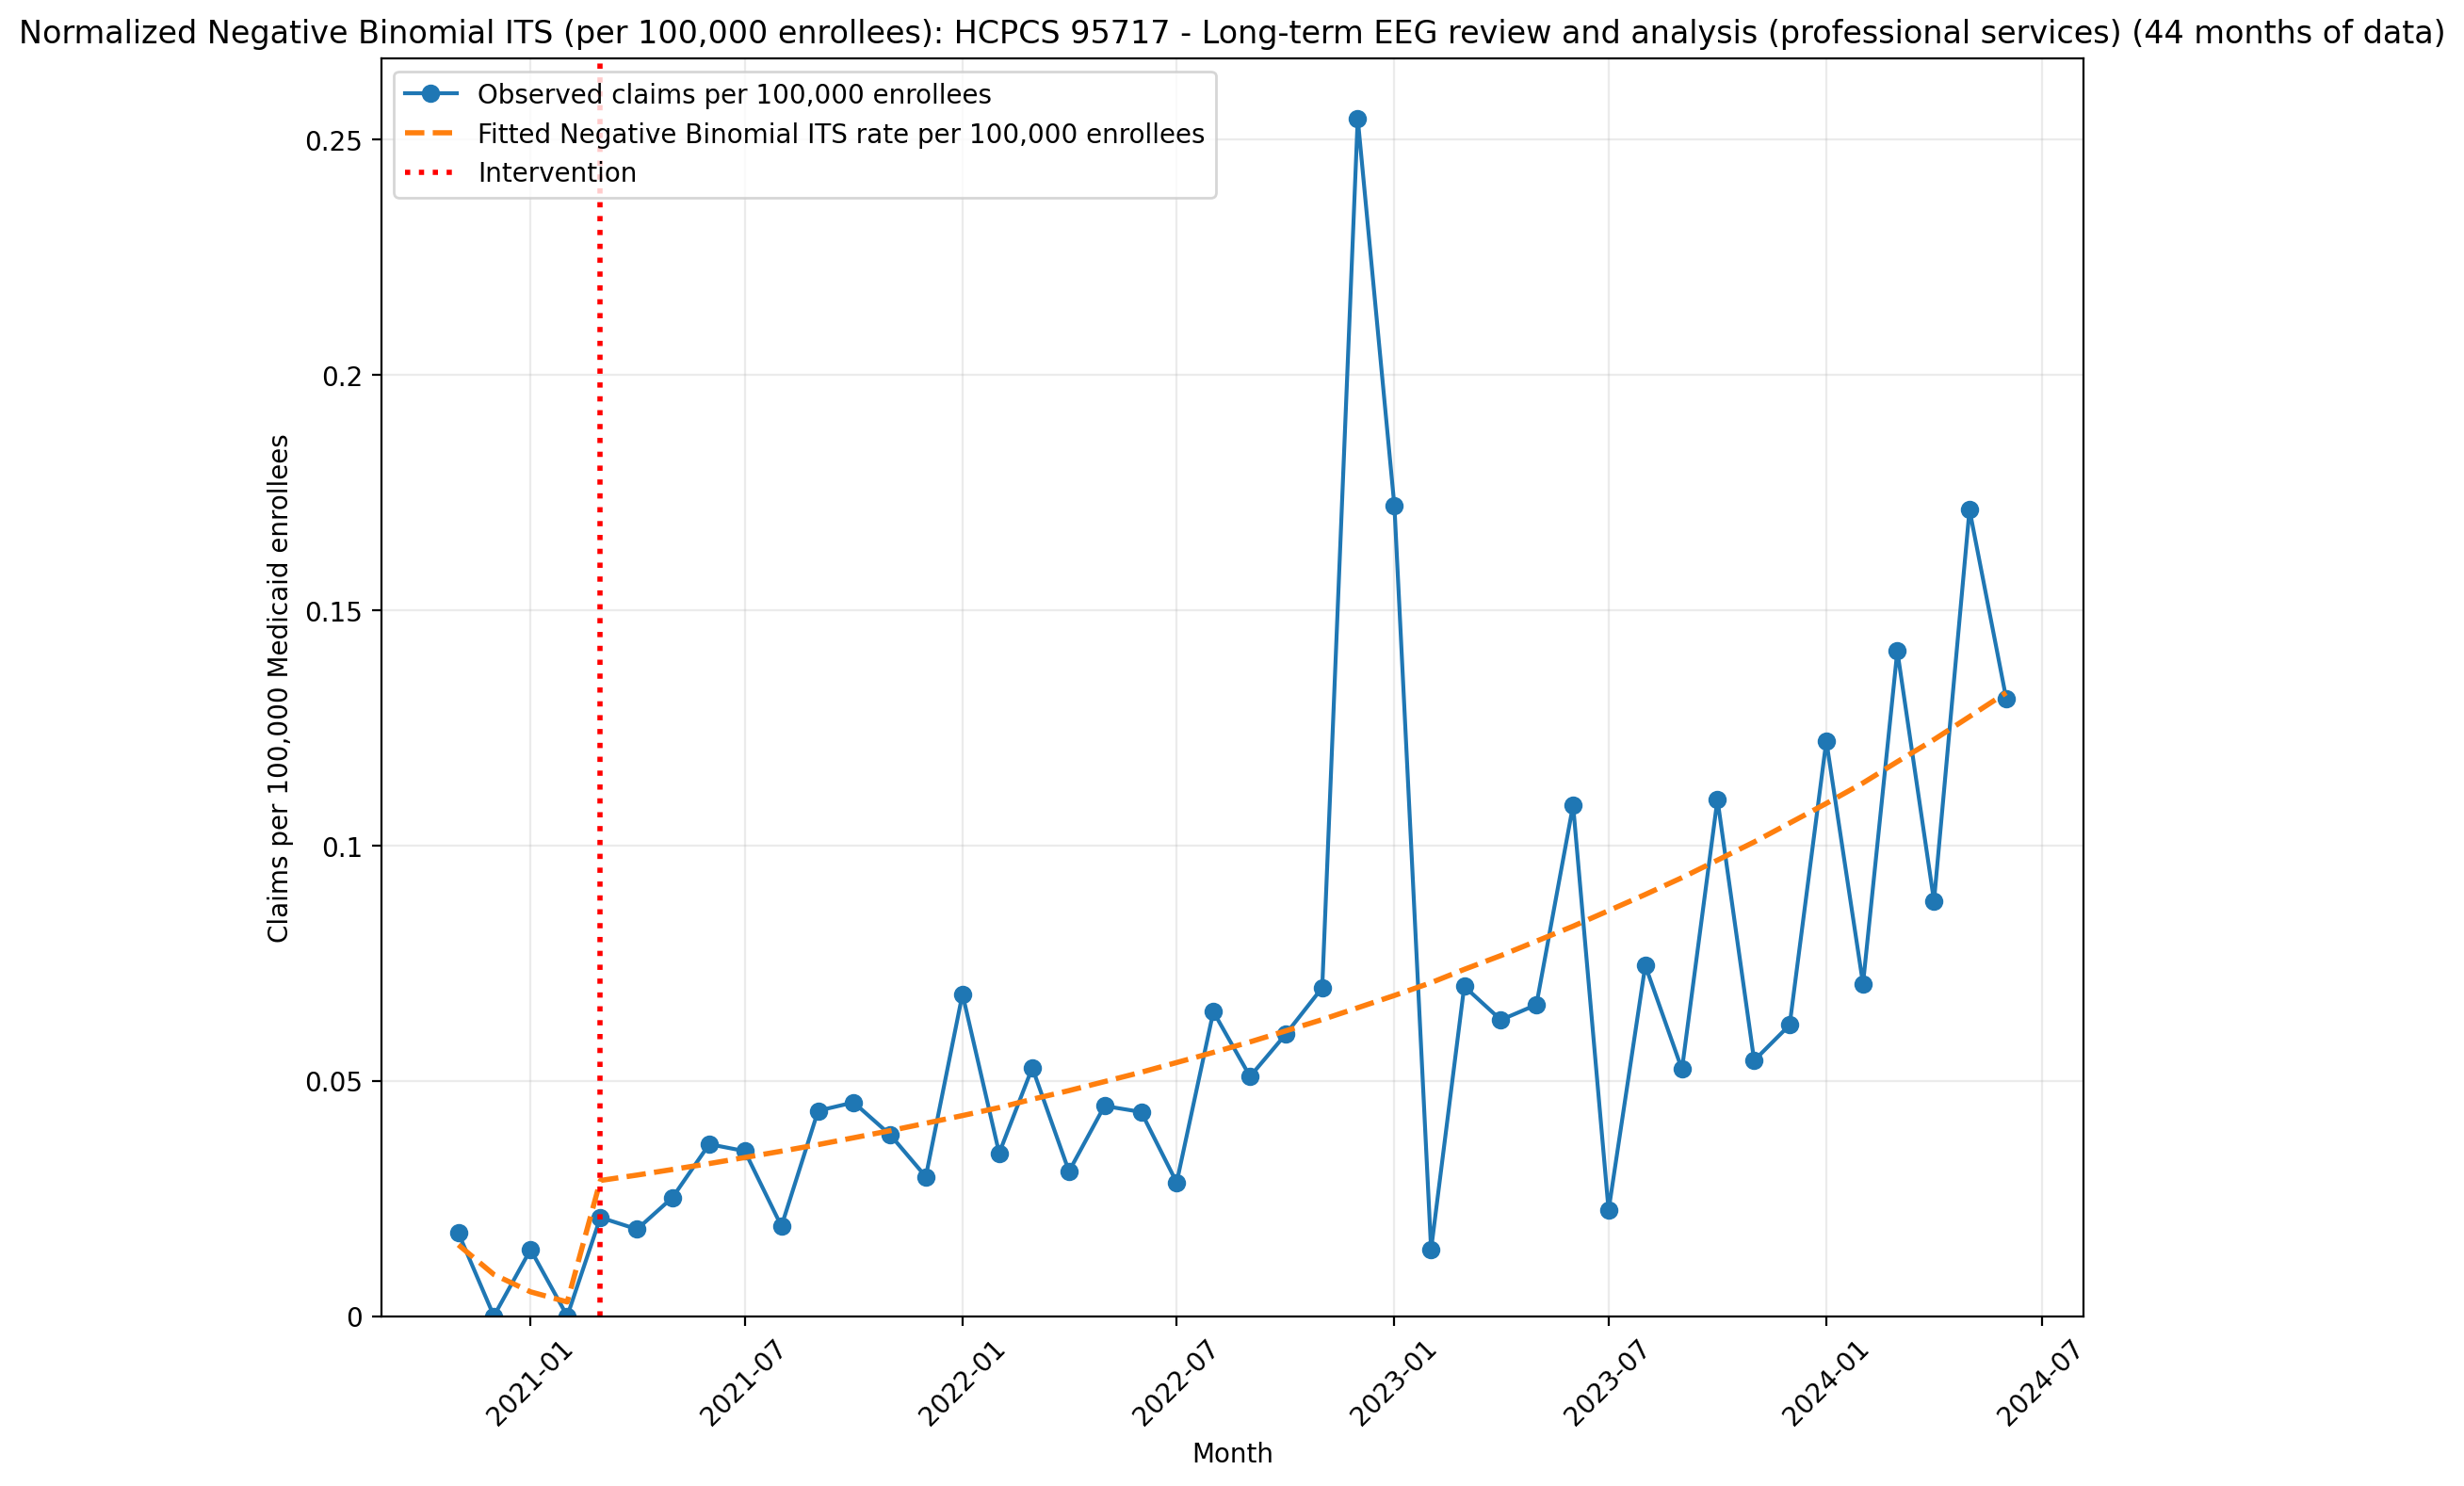 Normalized Negative Binomial ITS (per 100,000 enrollees): HCPCS 95717 - Long-term EEG review and analysis (professional services) (44 months of data)
Observed claims per 100,000 enrollees
Fitted Negative Binomial ITS rate per 100,000 enrollees
Intervention
Claims per 100,000 Medicaid enrollees
0.25
0.2
0.15
0.1
0.05
0
2021-01
2021-07
2022-01
2022-07
2023-01
2023-07
2024-01
2024-07
Month